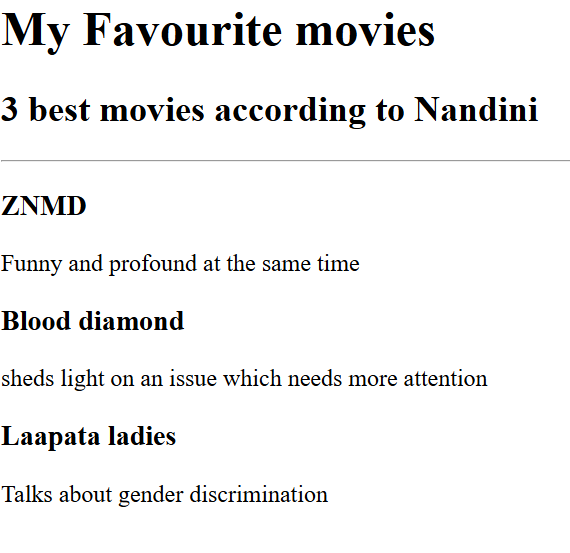 My Favourite movies
3 best movies according to Nandini
ZNMD
Funny and profound at the same time
Blood diamond
sheds light on an issue which needs more attention
Laapata ladies
Talks about gender discrimination